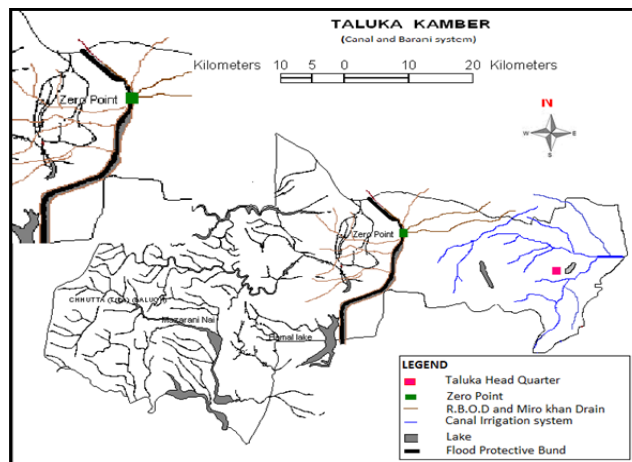 TALUKA KAMBER
(Canal and Barani system)
Kilometers 10 5 0 10 20 Kilometers
Zero Point
N
W E
S
Zero Point
Mazarani Nai
Hamal lake
LEGEND
Taluka Head Quarter
Zero Point
R.B.O.D and Miro khan Drain
Canal Irrigation system
Lake
Flood Protective Bund